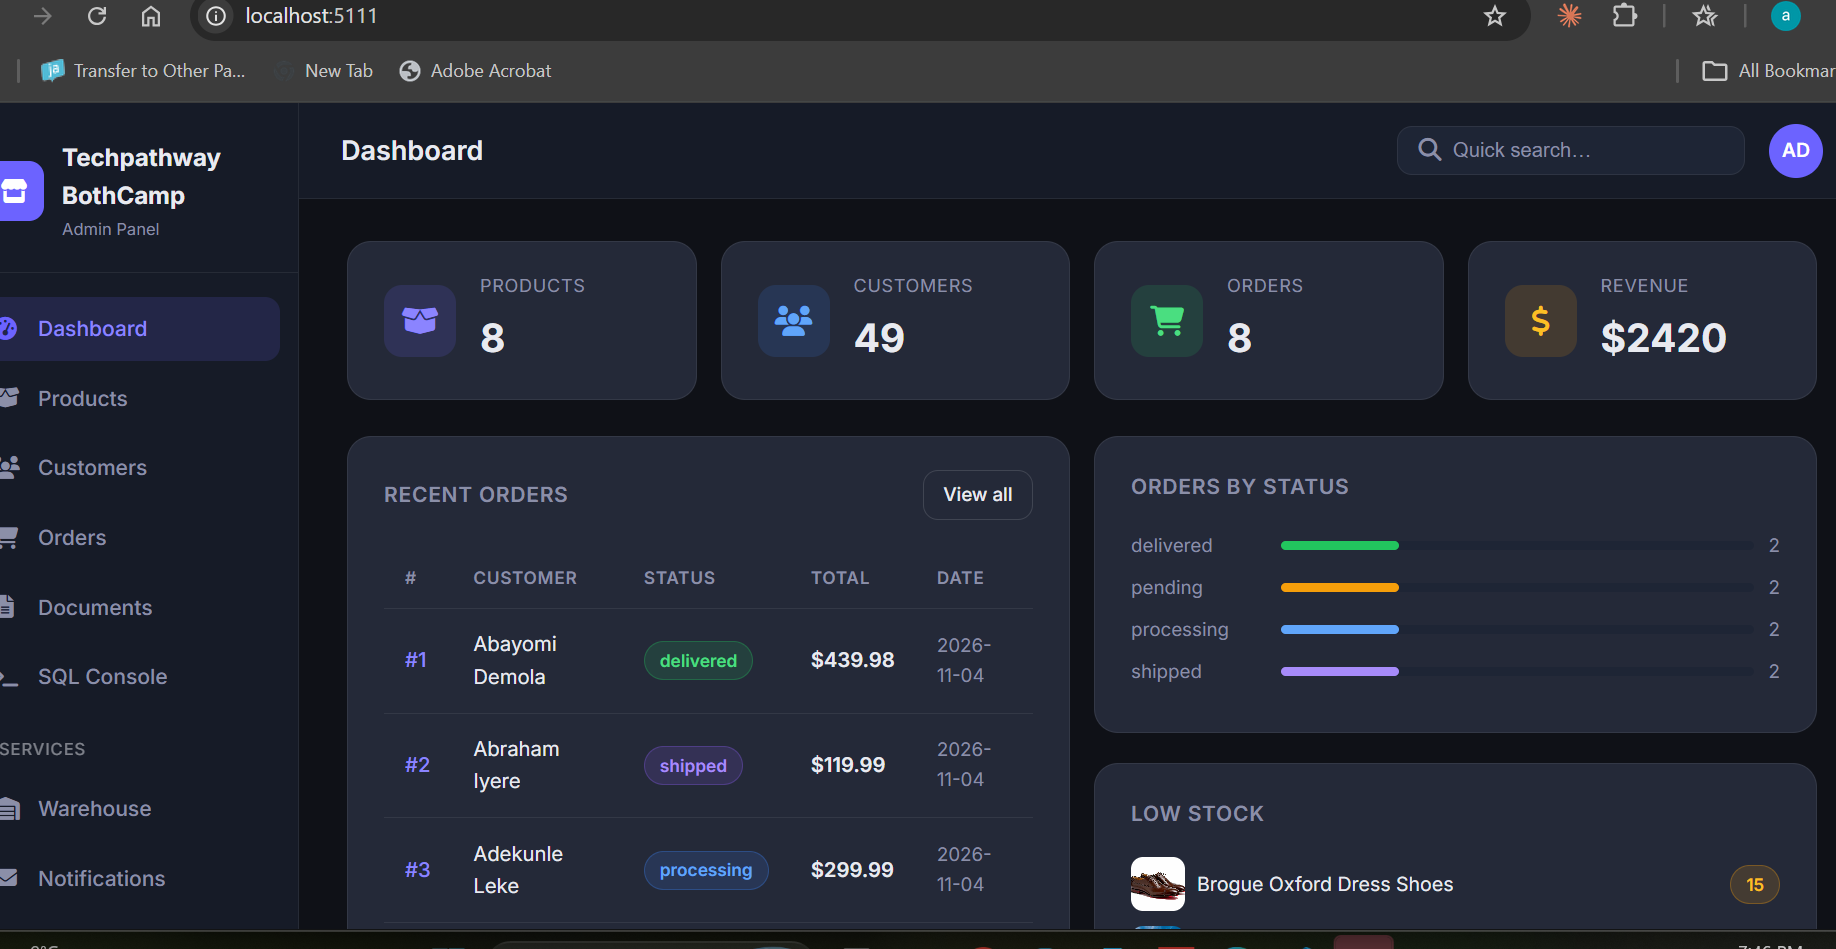 localhost:5111
a
Transfer to Other Pa...
New Tab
Adobe Acrobat
All Bookmar
Techpathway
BothCamp
Admin Panel
Dashboard
Products
Customers
Orders
Documents
SQL Console
SERVICES
Warehouse
Notifications
Dashboard
Quick search...
AD
PRODUCTS
8
CUSTOMERS
49
ORDERS
8
REVENUE
$2420
RECENT ORDERS
View all
# CUSTOMER STATUS TOTAL DATE
#1 Abayomi Demola delivered $439.98 2026-11-04
#2 Abraham Iyere shipped $119.99 2026-11-04
#3 Adekunle Leke processing $299.99 2026-11-04
ORDERS BY STATUS
delivered 2
pending 2
processing 2
shipped 2
LOW STOCK
Brogue Oxford Dress Shoes 15